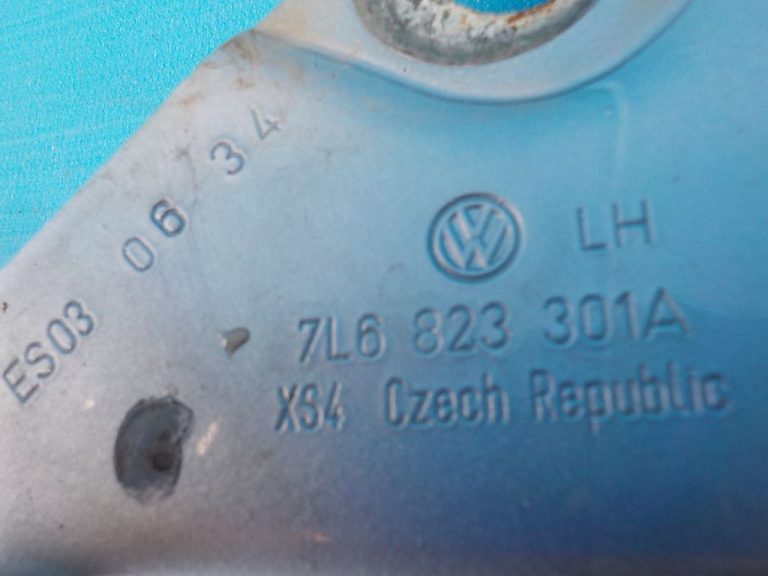 ES03 06 34
VW LH
7L6 823 301A
XS4 Czech Republic